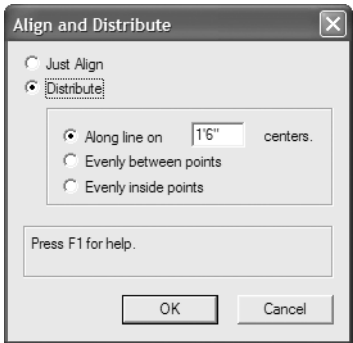 Align and Distribute
Just Align
Distribute
Along line on 1'6" centers.
Evenly between points
Evenly inside points
Press F1 for help.
OK Cancel